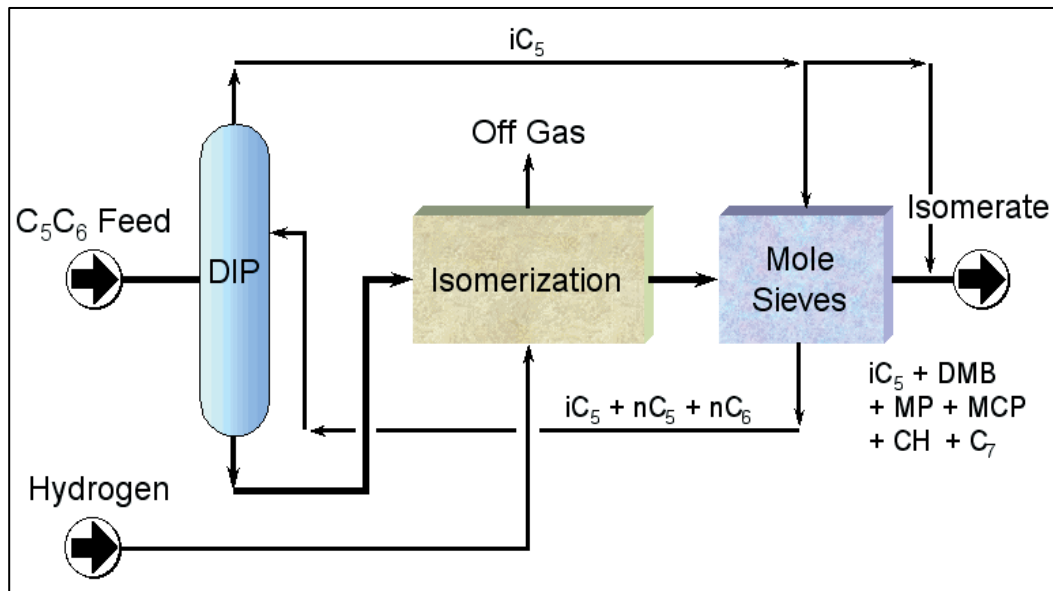 iC₅
Off Gas
C₅C₆ Feed
DIP
Isomerization
Mole
Sieves
Isomerate
iC₅ + nC₅ + nC₆
iC₅ + DMB
+ MP + MCP
+ CH + C₇
Hydrogen